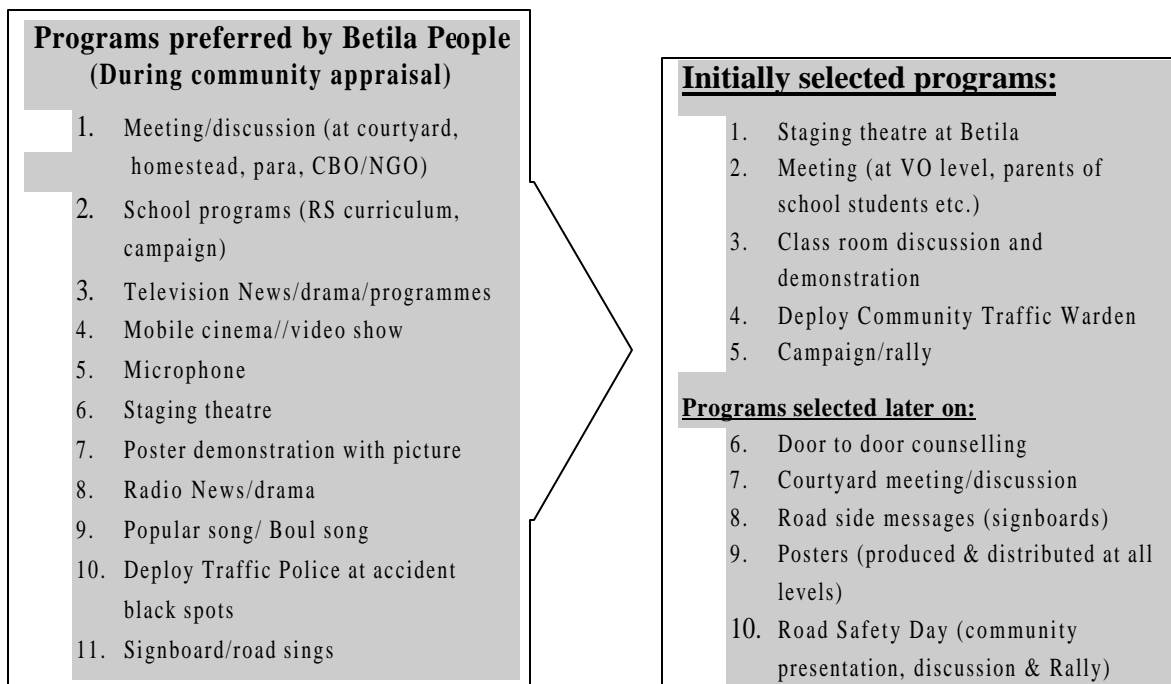 Programs preferred by Betila People
(During community appraisal)
1. Meeting/discussion (at courtyard,
homestead, para, CBO/NGO)
2. School programs (RS curriculum,
campaign)
3. Television News/drama/programmes
4. Mobile cinema//video show
5. Microphone
6. Staging theatre
7. Poster demonstration with picture
8. Radio News/drama
9. Popular song/ Boul song
10. Deploy Traffic Police at accident
black spots
11. Signboard/road sings
Initially selected programs:
1. Staging theatre at Betila
2. Meeting (at VO level, parents of
school students etc.)
3. Class room discussion and
demonstration
4. Deploy Community Traffic Warden
5. Campaign/rally
Programs selected later on:
6. Door to door counselling
7. Courtyard meeting/discussion
8. Road side messages (signboards)
9. Posters (produced & distributed at all
levels)
10. Road Safety Day (community
presentation, discussion & Rally)